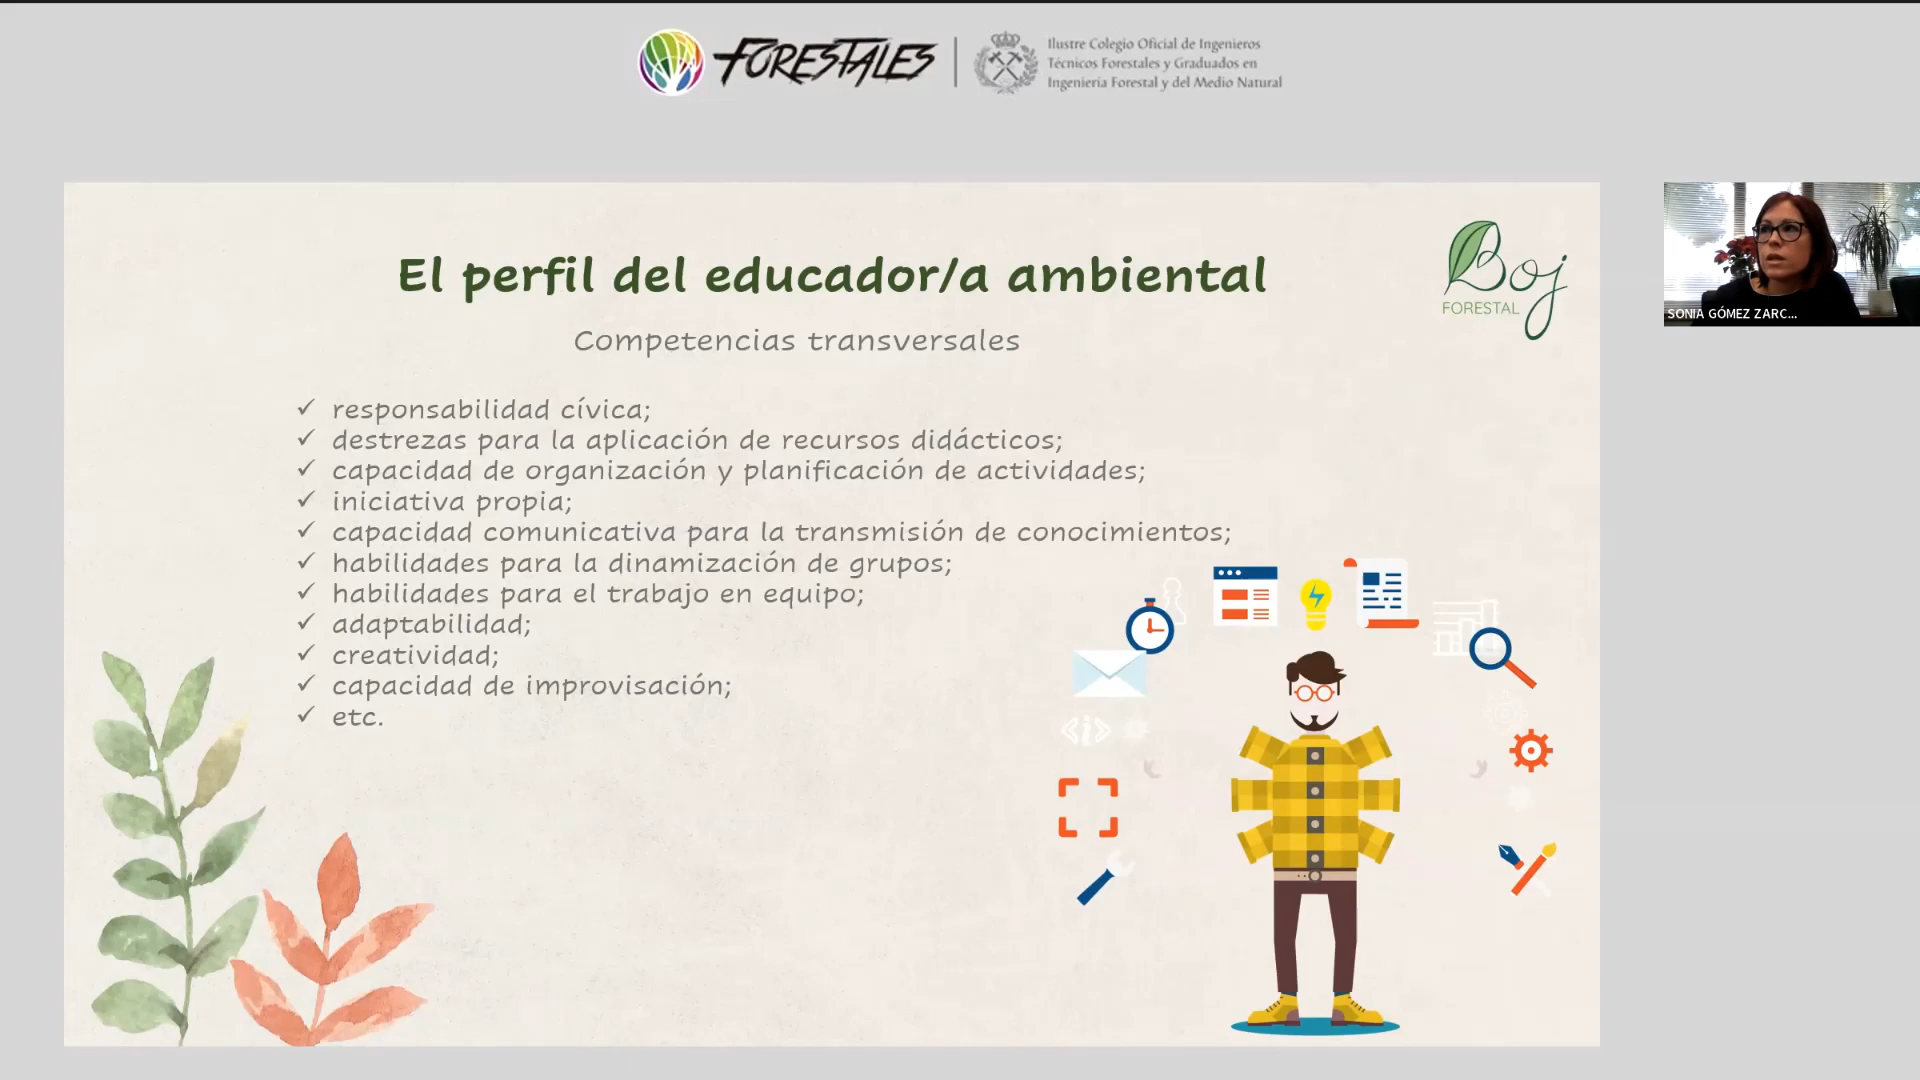 FORESTALES
Ilustre Colegio Oficial de Ingenieros
Técnicos Forestales y Graduados en
Ingeniería Forestal y del Medio Natural
El perfil del educador/a ambiental
Boj
FORESTAL
Competencias transversales
✓ responsabilidad cívica;
✓ destrezas para la aplicación de recursos didácticos;
✓ capacidad de organización y planificación de actividades;
✓ iniciativa propia;
✓ capacidad comunicativa para la transmisión de conocimientos;
✓ habilidades para la dinamización de grupos;
✓ habilidades para el trabajo en equipo;
✓ adaptabilidad;
✓ creatividad;
✓ capacidad de improvisación;
✓ etc.
SONIA GÓMEZ ZARC...